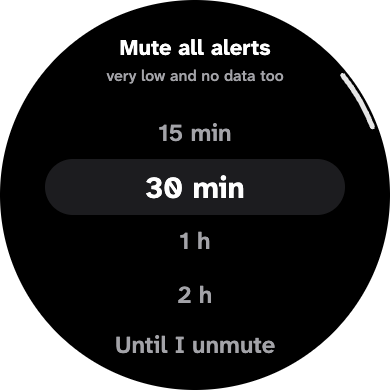 Mute all alerts
very low and no data too
15 min
30 min
1 h
2 h
Until I unmute